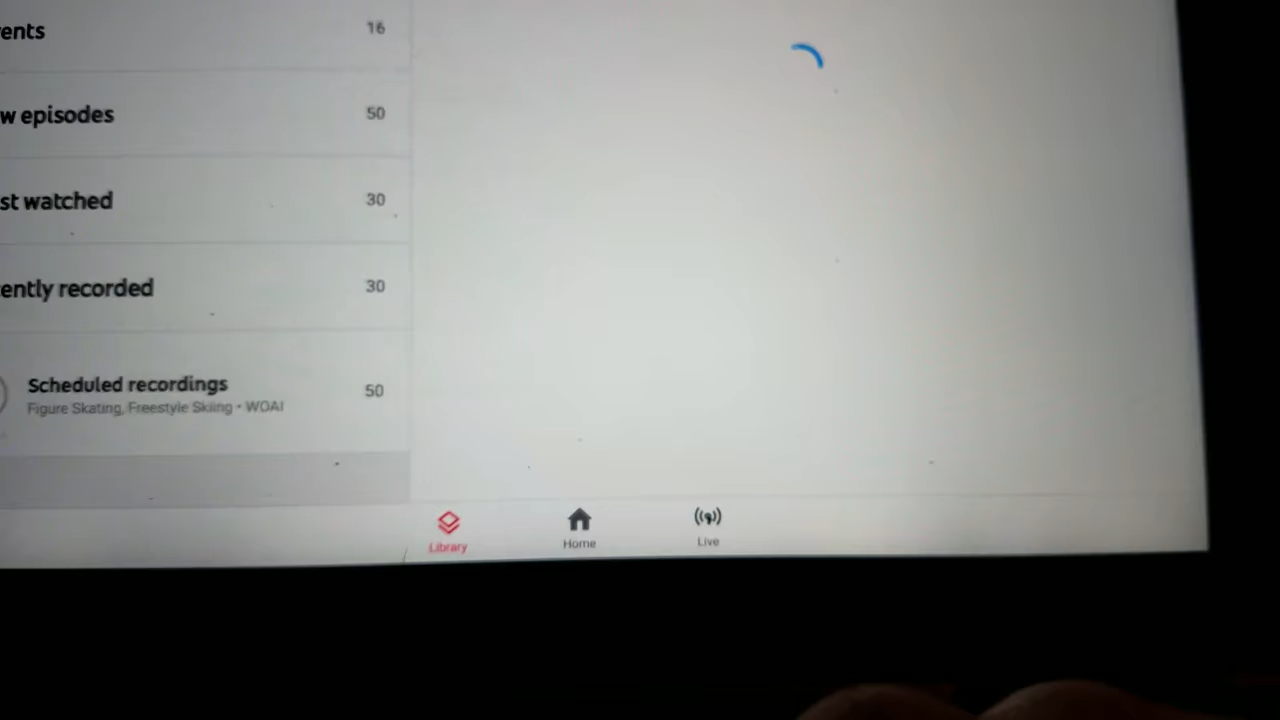 ents 16
w episodes 50
st watched 30
ently recorded 30
Scheduled recordings 50
Figure Skating, Freestyle Skiing • WOAI
Library Home Live